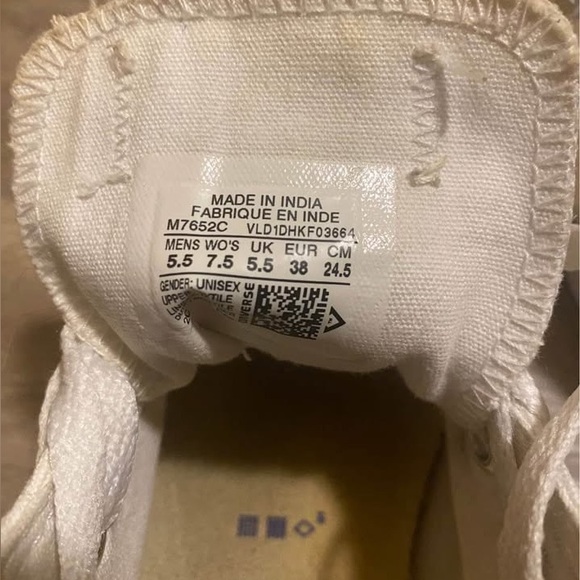 MADE IN INDIA
FABRIQUE EN INDE
M7652C VLD1DHKF03664
MENS WO'S UK EUR CM
5.5 7.5 5.5 38 24.5
GENDER: UNISEX